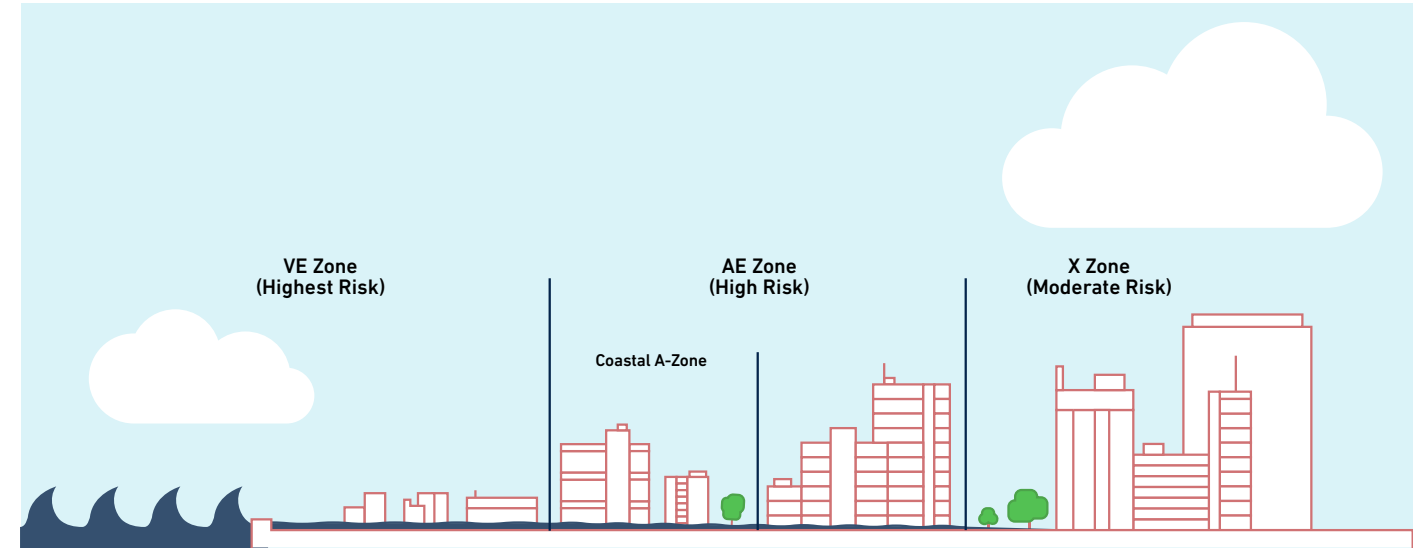 VE Zone
(Highest Risk)
AE Zone
(High Risk)
X Zone
(Moderate Risk)
Coastal A-Zone